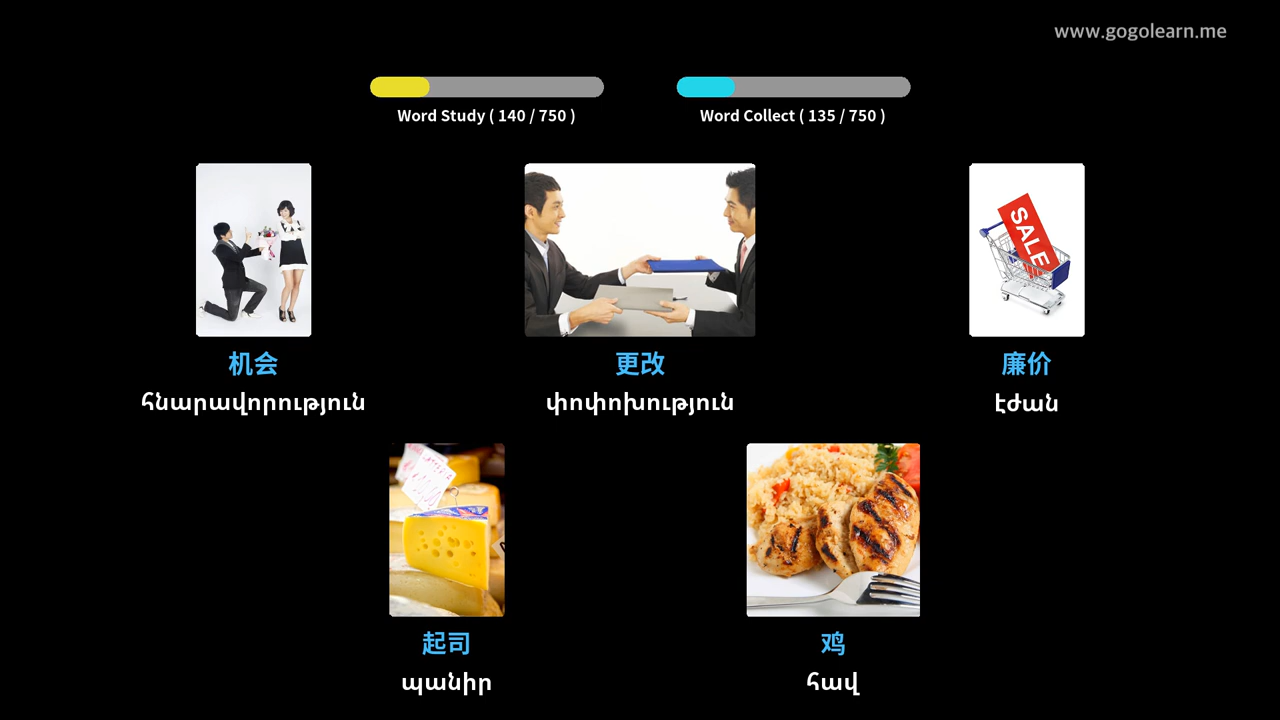 www.gogolearn.me
Word Study ( 140 / 750 )
Word Collect ( 135 / 750 )
SALE
机会
更改
廉价
հնարավորություն
փոփոխություն
էժան
起司
鸡
պանիր
հավ